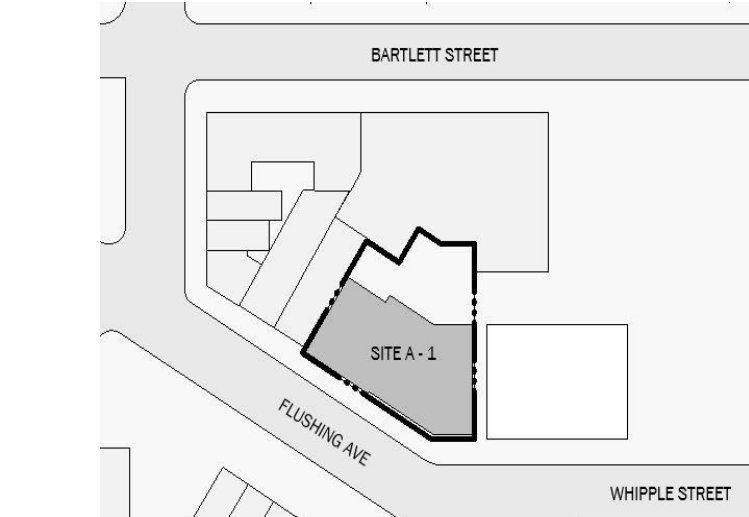 BARTLETT STREET
SITE A - 1
FLUSHING AVE
WHIPPLE STREET